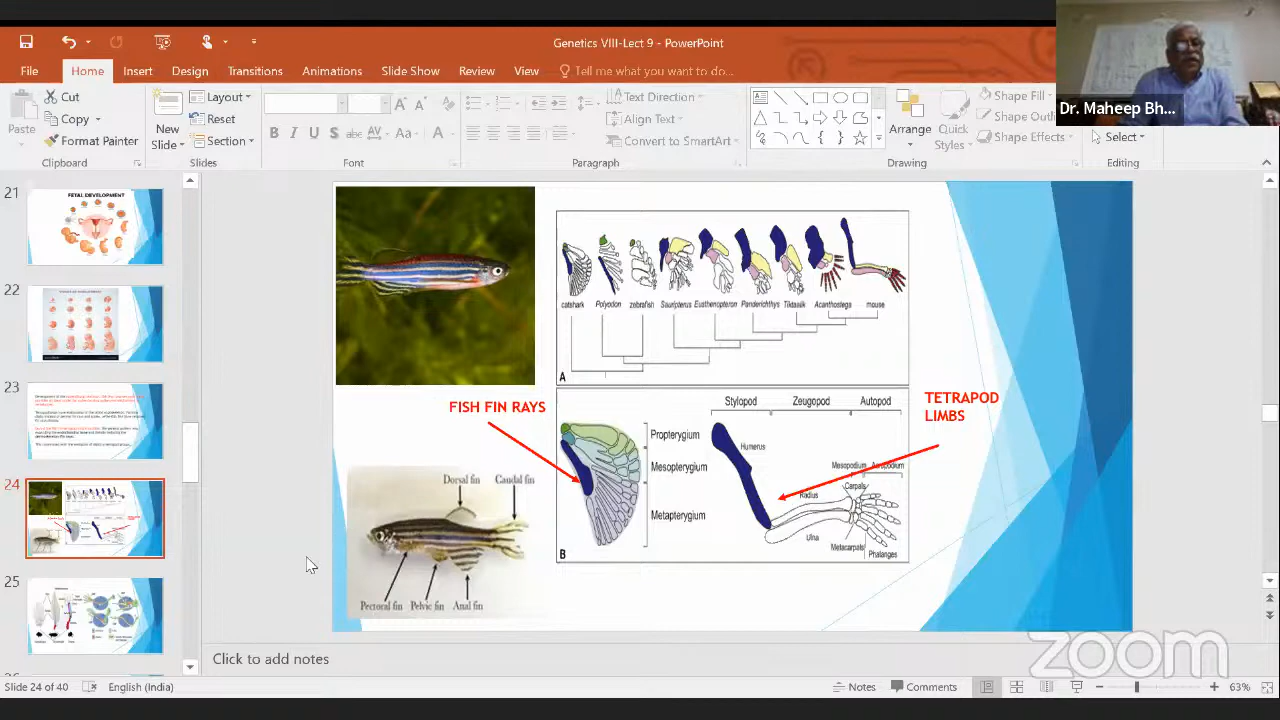 Genetics VIII-Lect 9 - PowerPoint
File
Home
Insert
Design
Transitions
Animations
Slide Show
Review
View
Tell me what you want to do...
Dr. Maheep Bh...
Paste
Cut
Copy
Format Painter
Clipboard
New
Slide
Layout
Reset
Section
Slides
Font
Text Direction
Align Text
Convert to SmartArt
Paragraph
Arrange
Quick
Styles
Shape Fill
Shape Outl
Shape Effects
Drawing
Select
Editing
21
FETAL DEVELOPMENT
22
23
24
25
catshark
Polyodon
zebrafish
Sauripterus
Eusthenopteron
Panderichthys
Tiktaalik
Acanthostega
mouse
A
FISH FIN RAYS
TETRAPOD
LIMBS
Stylopod
Zeugopod
Autopod
Propterygium
Mesopterygium
Metapterygium
Humerus
Mesopodium
Carpals
Radius
Ulna
Metacarpals
Phalanges
B
Dorsal fin
Caudal fin
Pectoral fin
Pelvic fin
Anal fin
Click to add notes
zoom
Slide 24 of 40
English (India)
Notes
Comments
63%